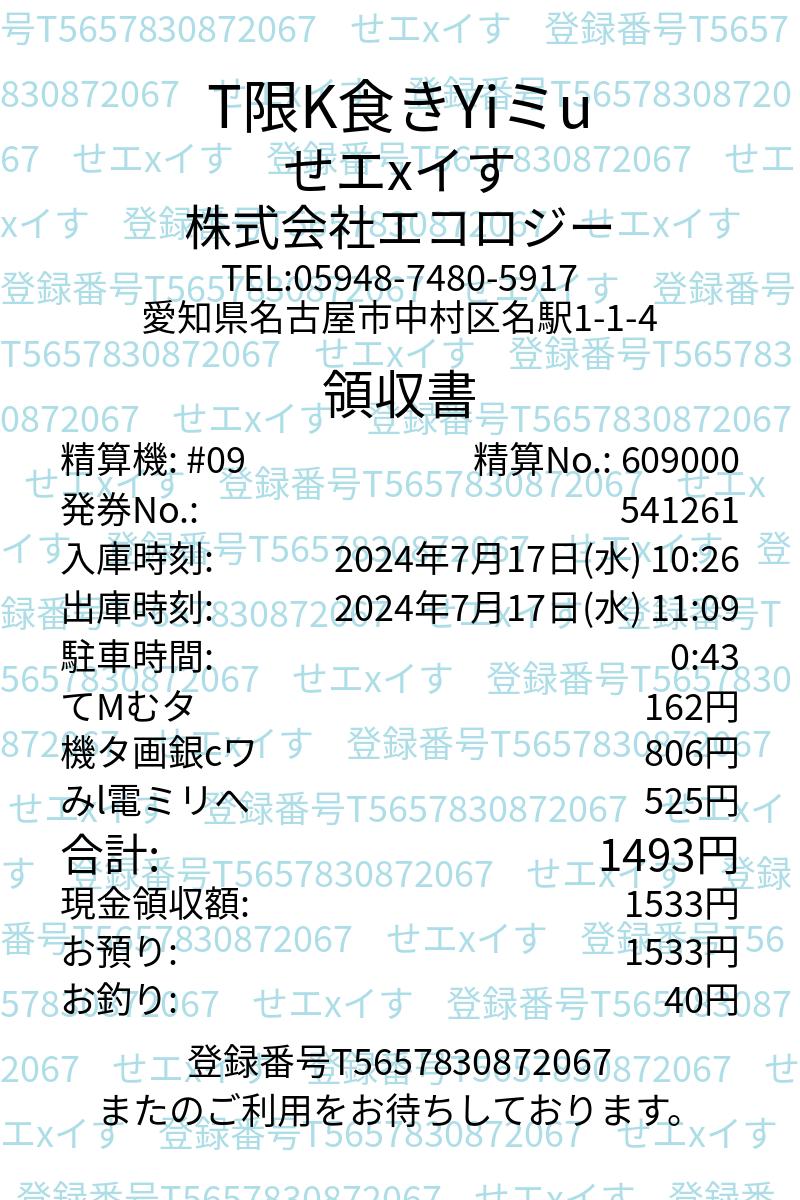 T限K食きYiミu
せエxイす
株式会社エコロジー
TEL:05948-7480-5917
愛知県名古屋市中村区名駅1-1-4
領収書
精算機: #09 精算No.: 609000
発券No.: 541261
入庫時刻: 2024年7月17日(水) 10:26
出庫時刻: 2024年7月17日(水) 11:09
駐車時間: 0:43
てMむタ 162円
機タ画銀cワ 806円
みl電ミリヘ 525円
合計: 1493円
現金領収額: 1533円
お預り: 1533円
お釣り: 40円
登録番号T5657830872067
またのご利用をお待ちしております。